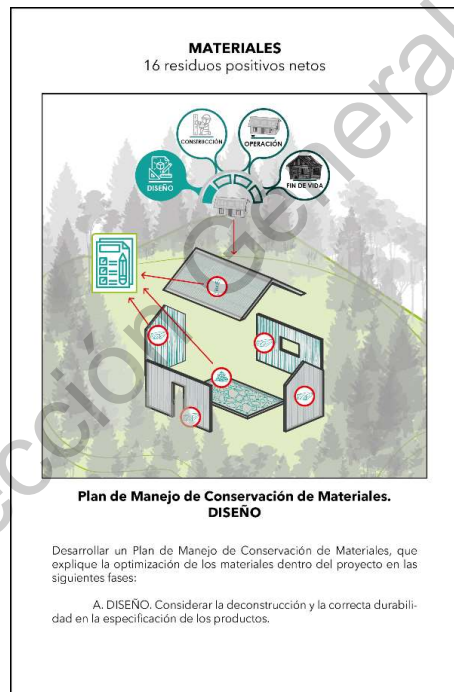 MATERIALES
16 residuos positivos netos
CONSTRUCCIÓN
OPERACIÓN
DISEÑO
FIN DE VIDA
Plan de Manejo de Conservación de Materiales.
DISEÑO
Desarrollar un Plan de Manejo de Conservación de Materiales, que
explique la optimización de los materiales dentro del proyecto en las
siguientes fases:
A. DISEÑO. Considerar la deconstrucción y la correcta durabili-
dad en la especificación de los productos.
ección General